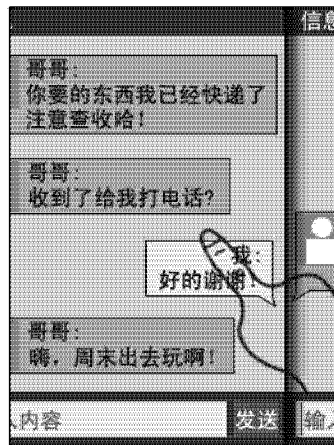 信息
哥哥：
你要的东西我已经快递了
注意查收哈！
哥哥：
收到了给我打电话？
我：
好的谢谢！
哥哥：
嗨，周末出去玩啊！
入内容
发送
输入